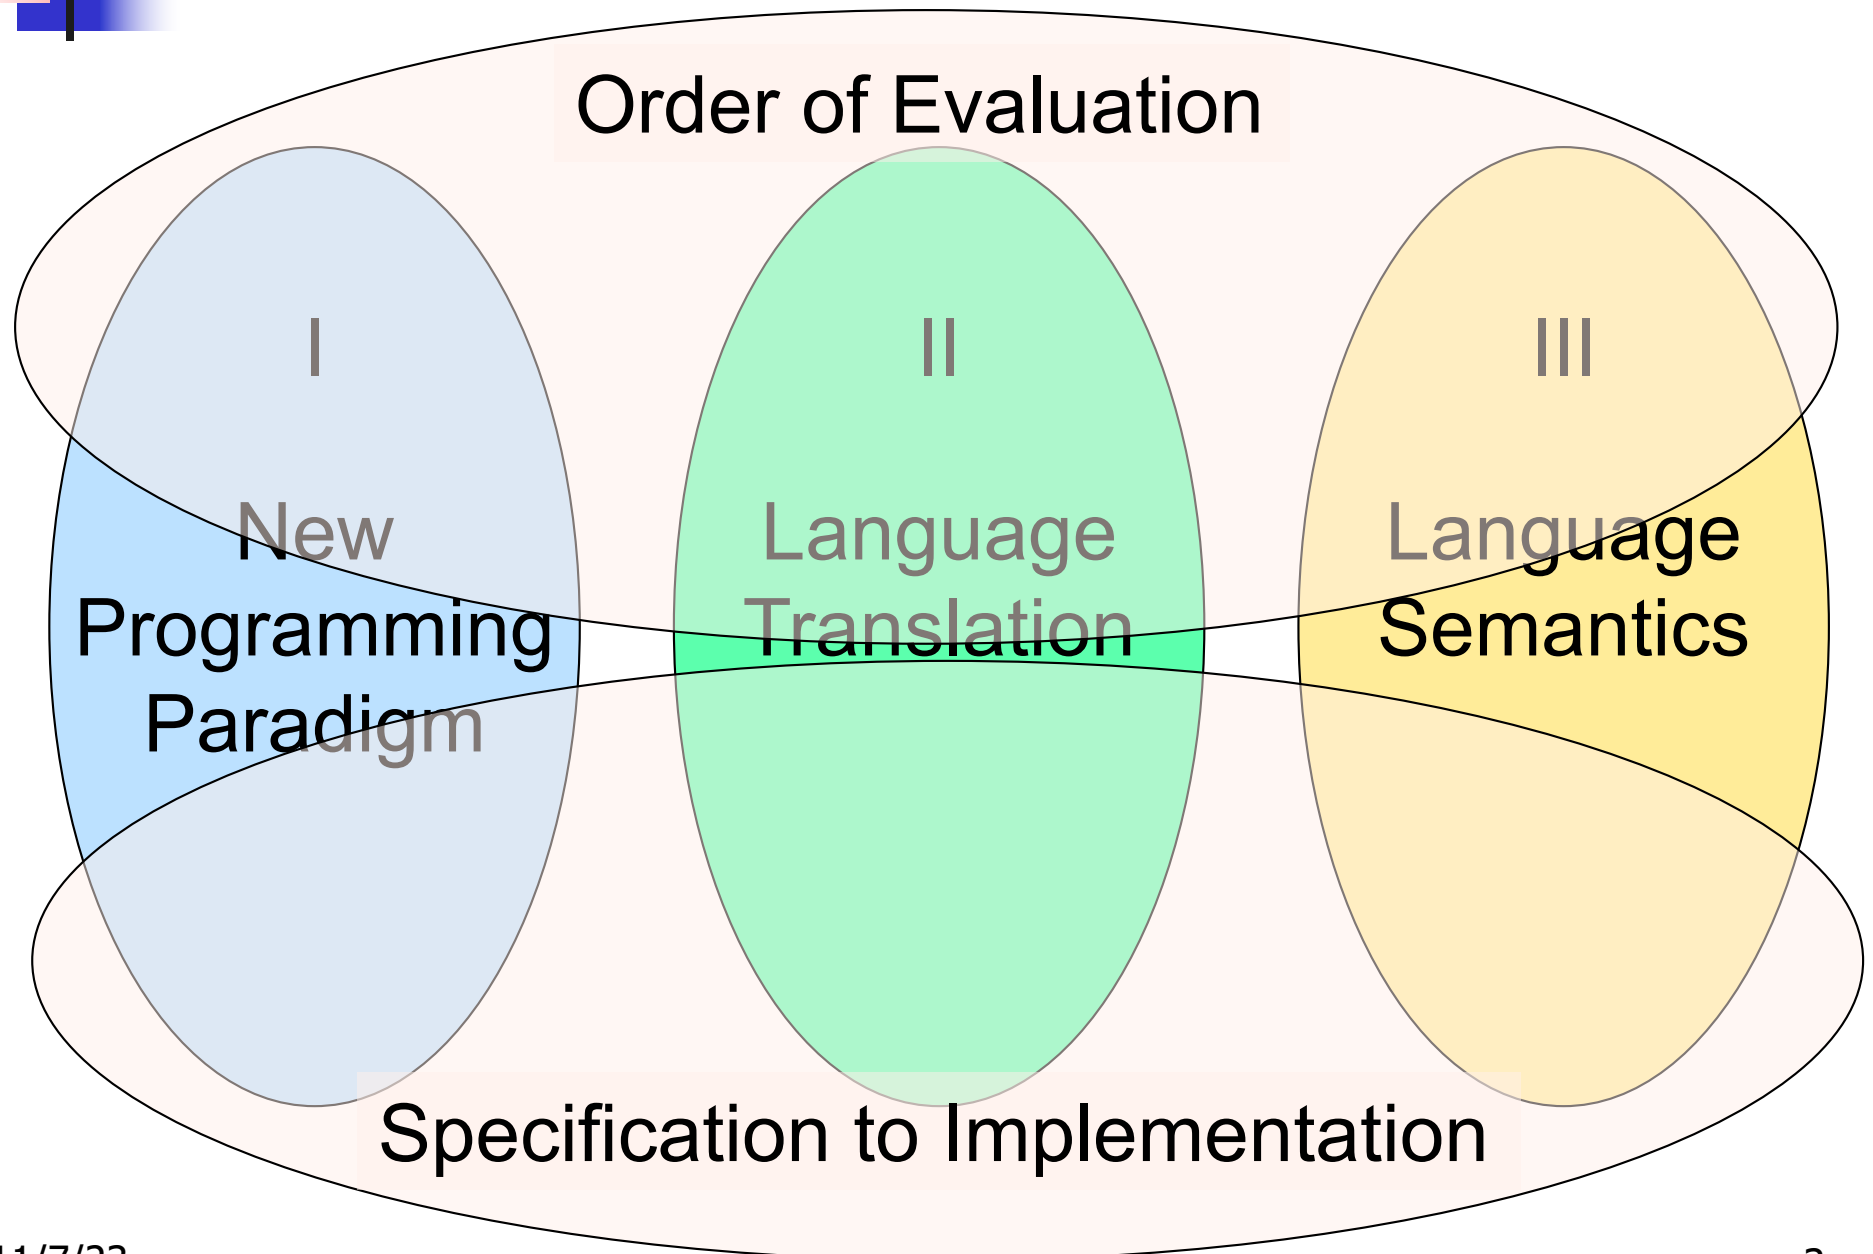 Order of Evaluation
I
New
Programming
Paradigm
II
Language
Translation
III
Language
Semantics
Specification to Implementation